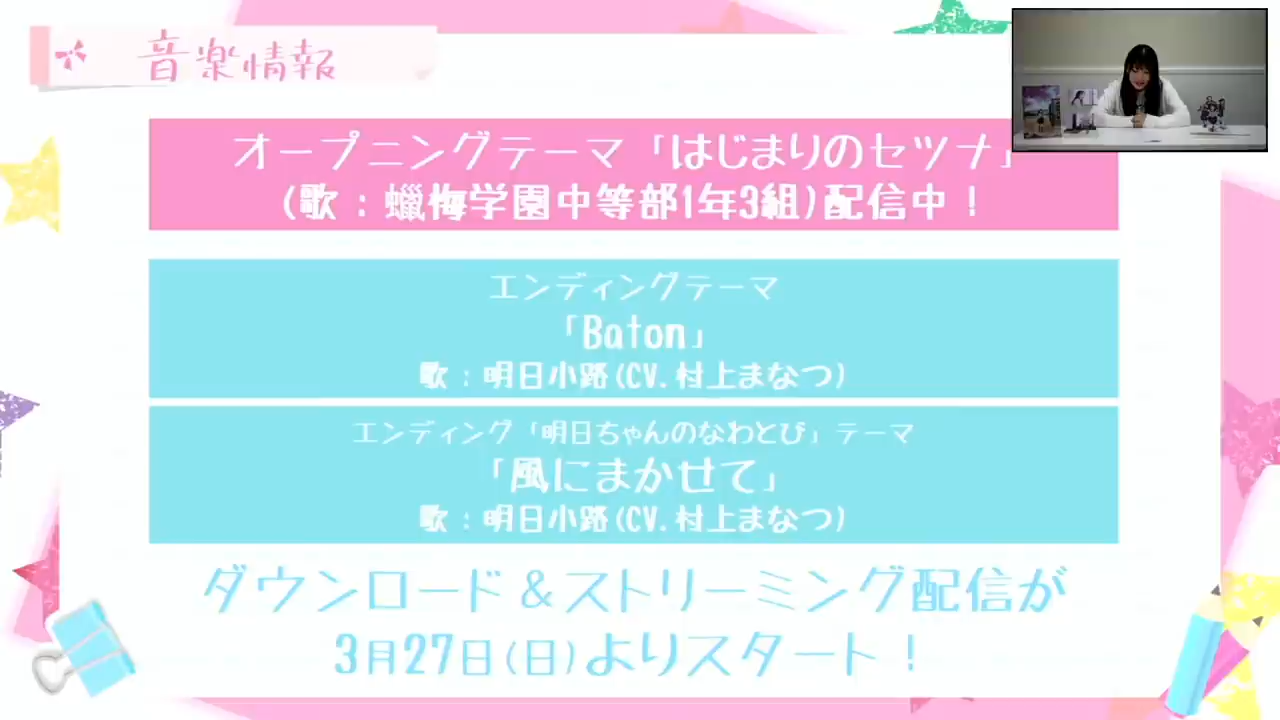 音楽情報
オープニングテーマ「はじまりのセツナ」
(歌：蠟梅学園中等部1年3組)配信中！
エンディングテーマ
「Baton」
歌：明日小路(CV.村上まなつ)
エンディング「明日ちゃんのなわとび」テーマ
「風にまかせて」
歌：明日小路(CV.村上まなつ)
ダウンロード＆ストリーミング配信が
3月27日(日)よりスタート！